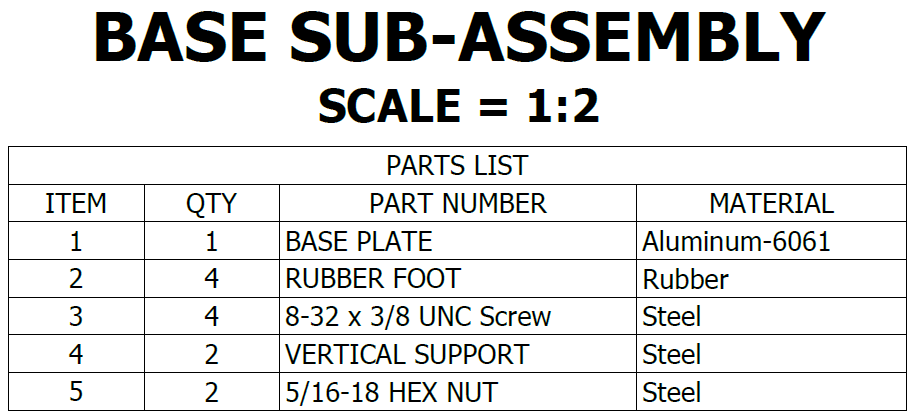 BASE SUB-ASSEMBLY
SCALE = 1:2
PARTS LIST
ITEM QTY PART NUMBER MATERIAL
1 1 BASE PLATE Aluminum-6061
2 4 RUBBER FOOT Rubber
3 4 8-32 x 3/8 UNC Screw Steel
4 2 VERTICAL SUPPORT Steel
5 2 5/16-18 HEX NUT Steel